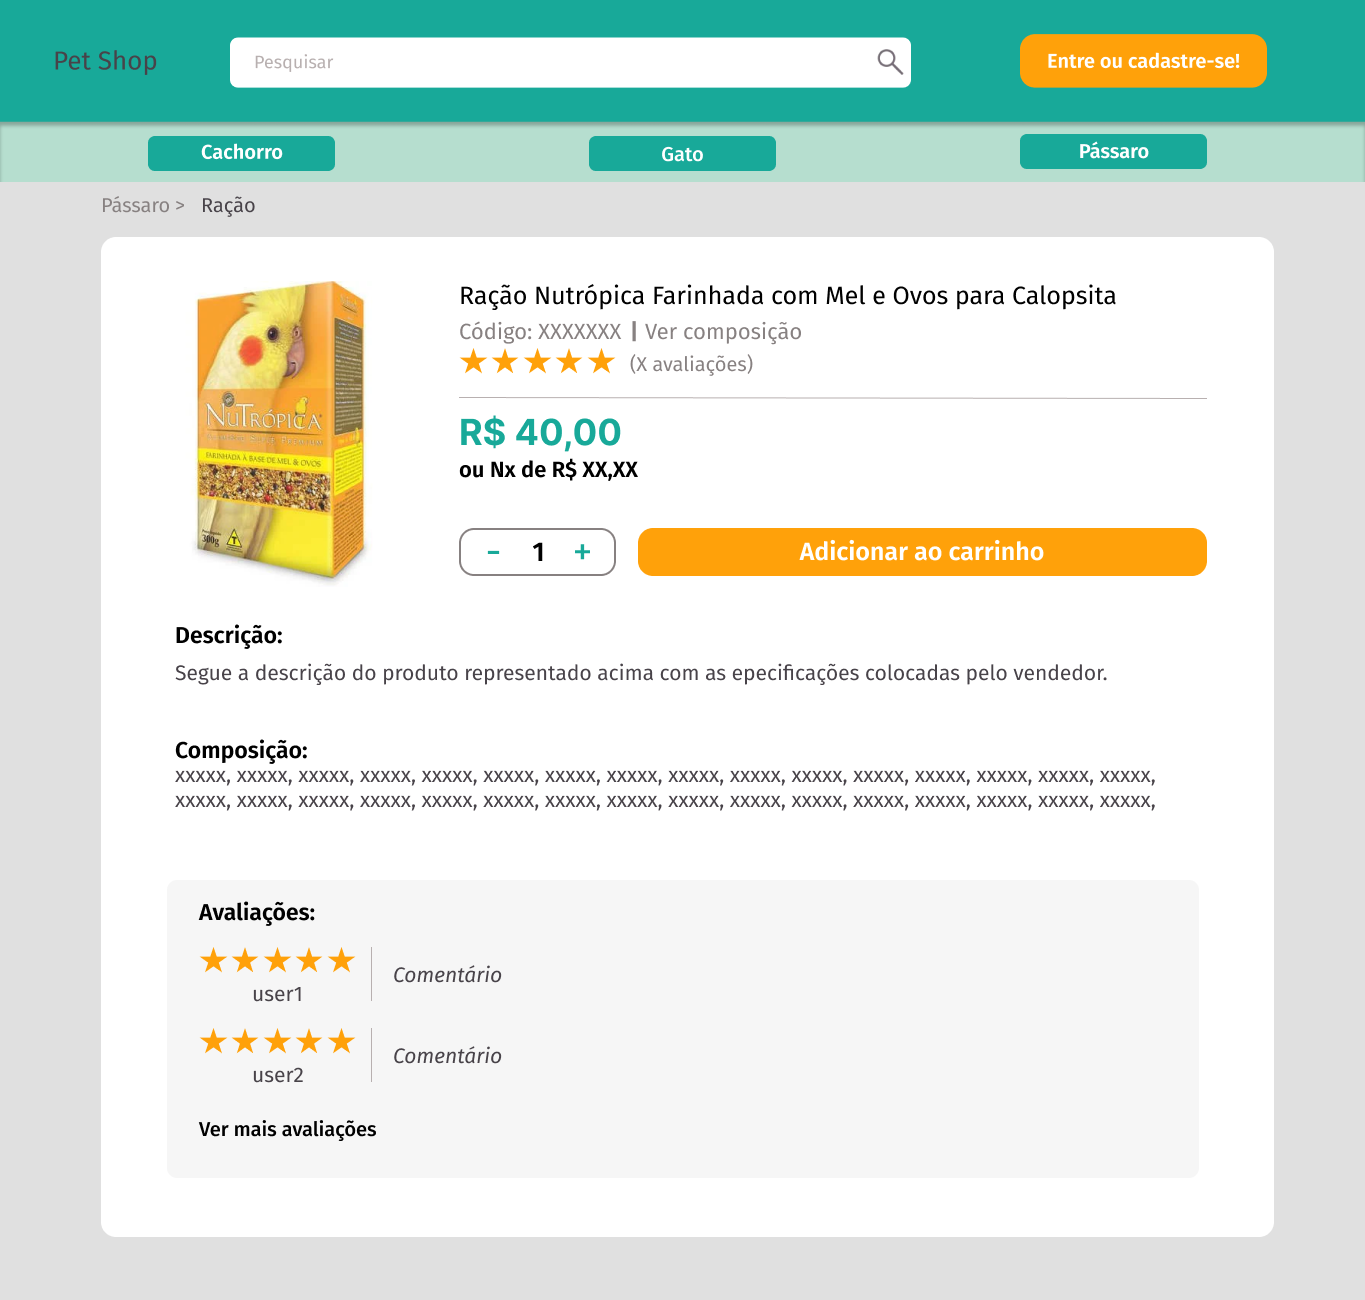 Pet Shop
Pesquisar
Entre ou cadastre-se!
Cachorro
Gato
Pássaro
Pássaro > Ração
Ração Nutrópica Farinhada com Mel e Ovos para Calopsita
Código: XXXXXXX | Ver composição
(X avaliações)
R$ 40,00
ou Nx de R$ XX,XX
NuTRÓPICA
FARINHADA À BASE DE MEL & OVOS
300g
T
- 1 +
Adicionar ao carrinho
Descrição:
Segue a descrição do produto representado acima com as epecificações colocadas pelo vendedor.
Composição:
xxxxx, xxxxx, xxxxx, xxxxx, xxxxx, xxxxx, xxxxx, xxxxx, xxxxx, xxxxx, xxxxx, xxxxx, xxxxx, xxxxx, xxxxx, xxxxx,
xxxxx, xxxxx, xxxxx, xxxxx, xxxxx, xxxxx, xxxxx, xxxxx, xxxxx, xxxxx, xxxxx, xxxxx, xxxxx, xxxxx, xxxxx, xxxxx,
Avaliações:
Comentário
user1
Comentário
user2
Ver mais avaliações